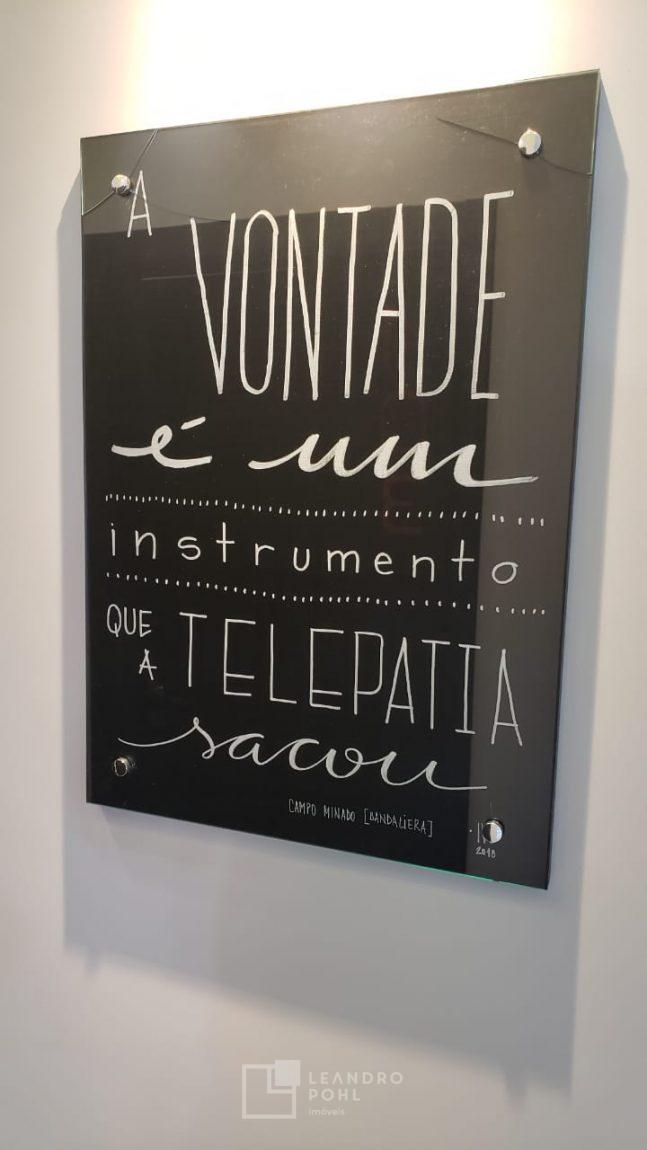 A
VONTADE
é um
instrumento
QUE
A TELEPATIA
sacou
CAMPO MINADO [BANDALIERA]
2018
LEANDRO
POHL
imóveis